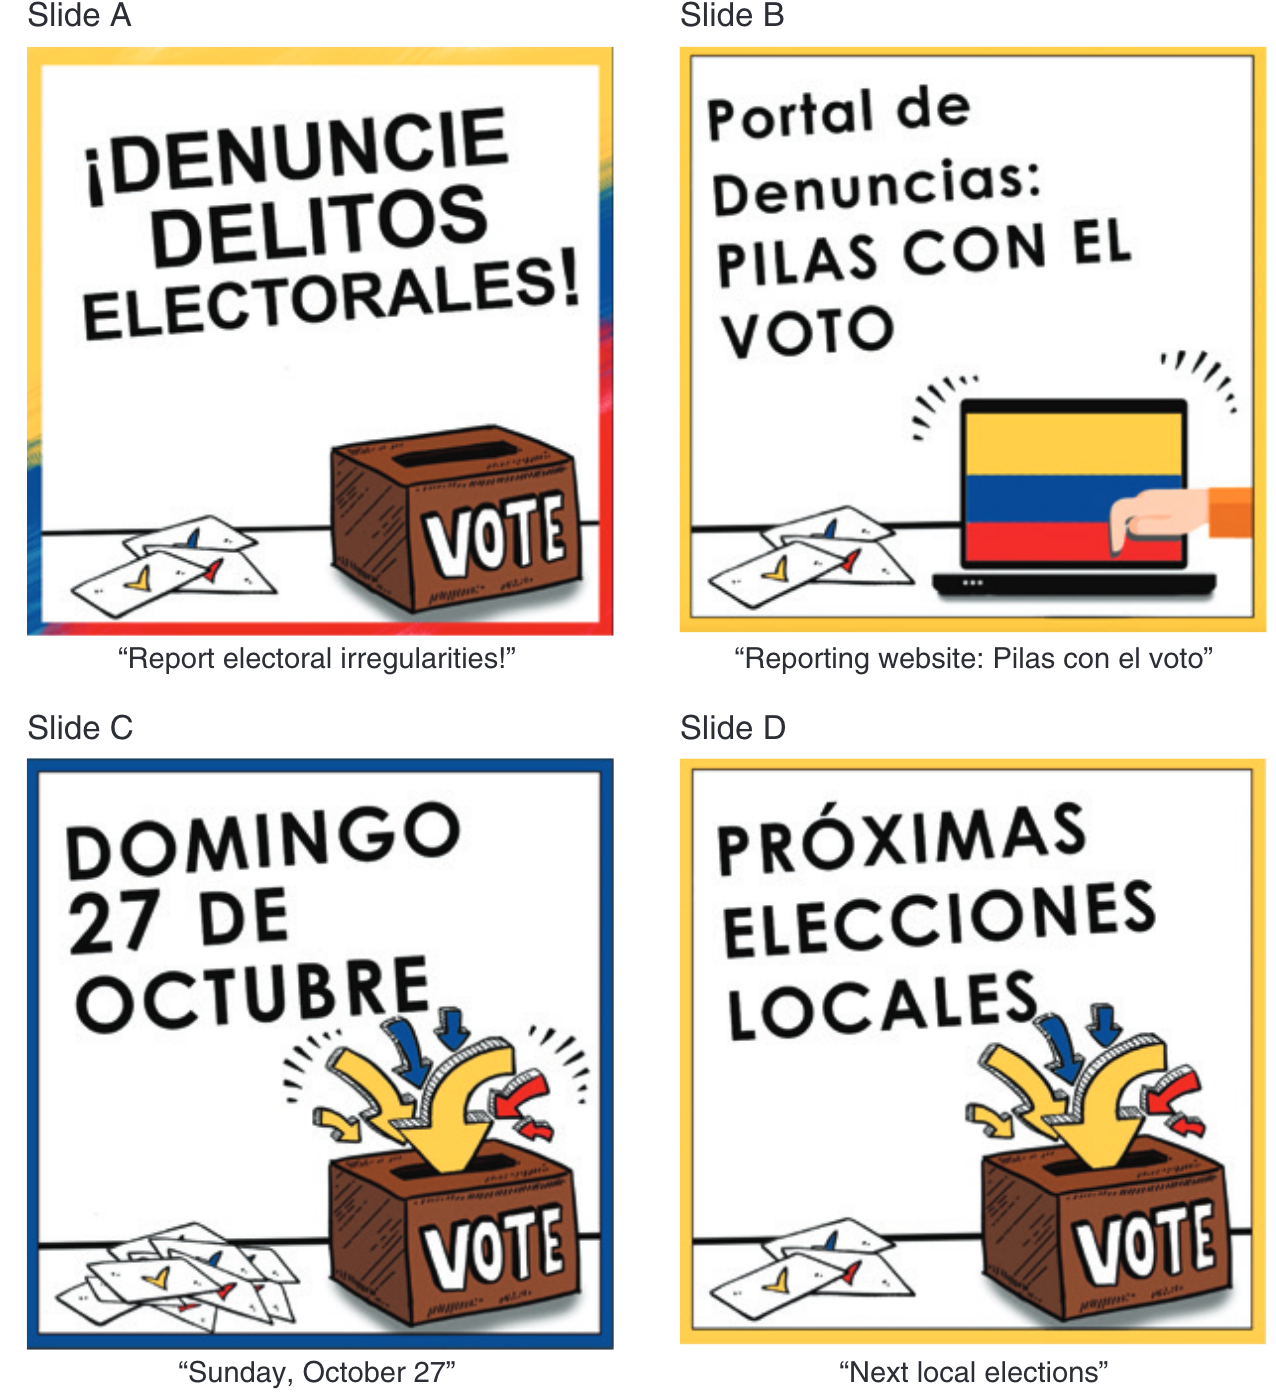 Slide A
¡DENUNCIE
DELITOS
ELECTORALES!
VOTE
“Report electoral irregularities!”
Slide B
Portal de
Denuncias:
PILAS CON EL
VOTO
“Reporting website: Pilas con el voto”
Slide C
DOMINGO
27 DE
OCTUBRE
VOTE
“Sunday, October 27”
Slide D
PRÓXIMAS
ELECCIONES
LOCALES
VOTE
“Next local elections”